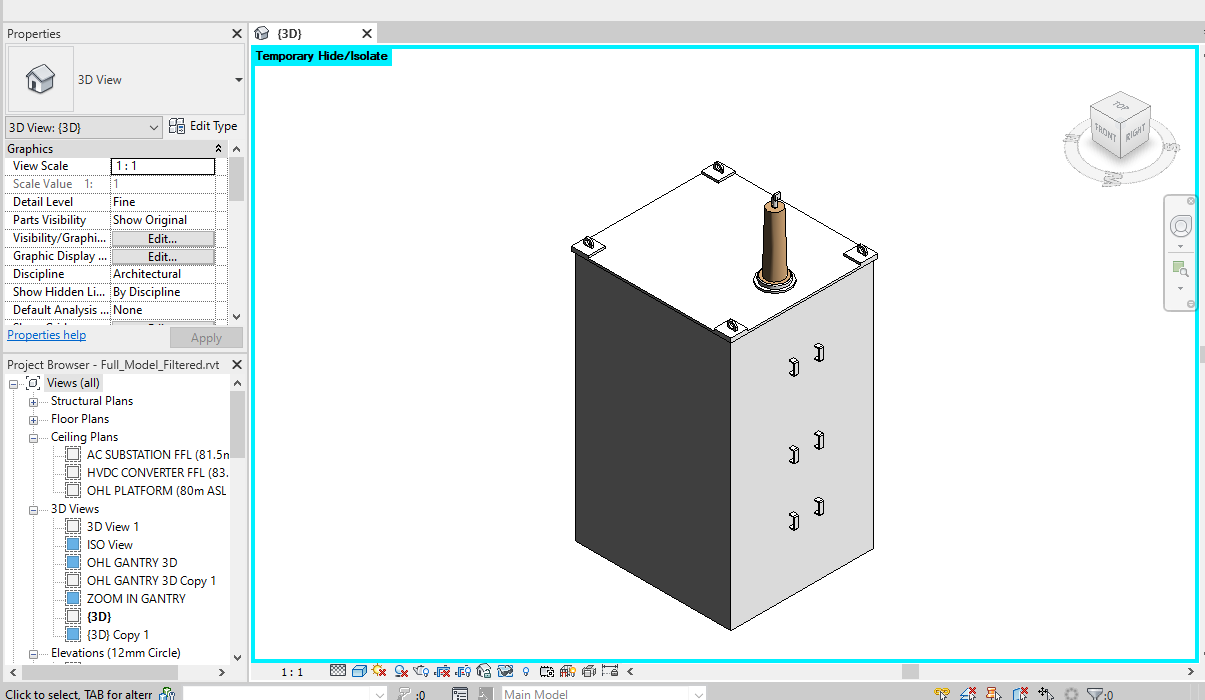 Properties
3D View
3D View: {3D}
Edit Type
Graphics
View Scale
1 : 1
Scale Value 1:
1
Detail Level
Fine
Parts Visibility
Show Original
Visibility/Graphi...
Edit...
Graphic Display ...
Edit...
Discipline
Architectural
Show Hidden Li...
By Discipline
Default Analysis ...
None
Properties help
Apply
Project Browser - Full_Model_Filtered.rvt
Views (all)
Structural Plans
Floor Plans
Ceiling Plans
AC SUBSTATION FFL (81.5m
HVDC CONVERTER FFL (83.
OHL PLATFORM (80m ASL
3D Views
3D View 1
ISO View
OHL GANTRY 3D
OHL GANTRY 3D Copy 1
ZOOM IN GANTRY
{3D}
{3D} Copy 1
Elevations (12mm Circle)
{3D}
Temporary Hide/Isolate
TOP
FRONT
RIGHT
1 : 1
Click to select, TAB for altern
:0
Main Model
:0